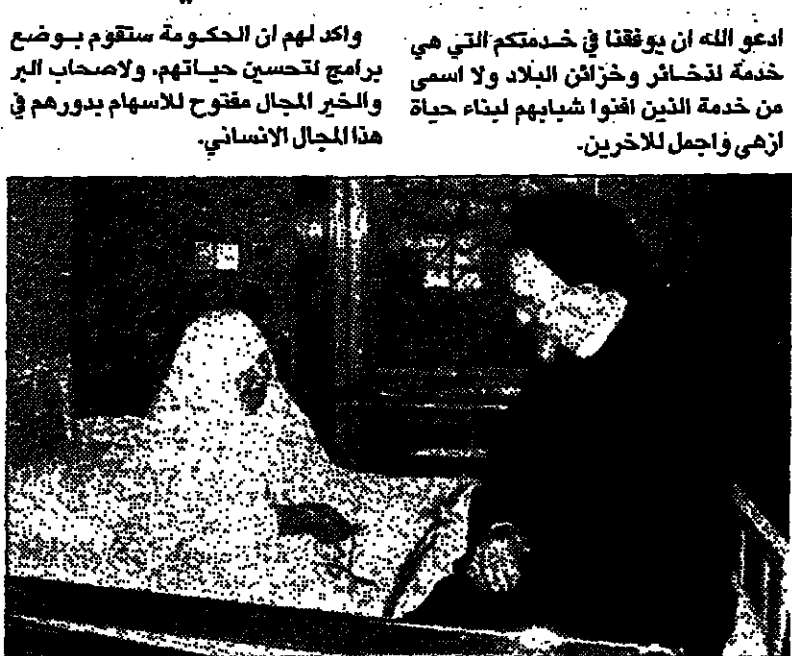 ادعو الله ان يوفقنا في خدمتكم التي هي
خدمة لذخائر وخزائن البلاد ولا اسمى
من خدمة الذين افنوا شبابهم لبناء حياة
ازهى واجمل للاخرين.
واكد لهم ان الحكومة ستقوم بوضع
برامج لتحسين حياتهم، ولاصحاب البر
والخير المجال مفتوح للاسهام بدورهم في
هذا المجال الانساني.